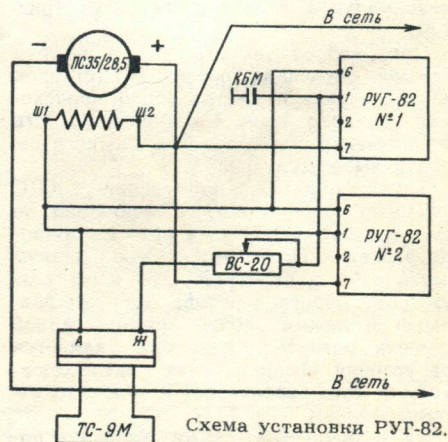 В сеть
− +
ПС35/28,5
КБМ
Ш1 Ш2
6
1
2
7
РУГ-82
№1
6
1
2
7
РУГ-82
№2
ВС-20
А Ж
В сеть
ТС-9М
Схема установки РУГ-82.